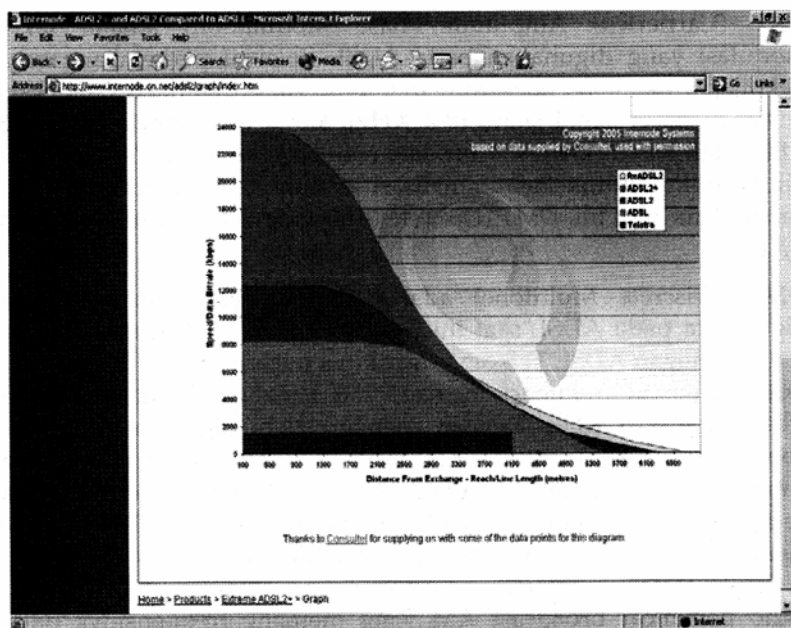 Internode - ADSL2+ and ADSL2 Compared to ADSL1 - Microsoft Internet Explorer
File Edit View Favorites Tools Help
Back Search Favorites Media
Address http://www.internode.on.net/adsl2/graph/index.htm Go Links
Copyright 2005 Internode Systems
based on data supplied by Consultel, used with permission
ReADSL2
ADSL2+
ADSL2
ADSL
Telstra
Speed/Data Bitrate (kbps)
24000
22000
20000
18000
16000
14000
12000
10000
8000
6000
4000
2000
0
100 500 900 1300 1700 2100 2500 2900 3300 3700 4100 4500 4900 5300 5700 6100 6500
Distance From Exchange - Reach/Line Length (metres)
Thanks to Consultel for supplying us with some of the data points for this diagram
Home > Products > Extreme ADSL2+ > Graph
Internet